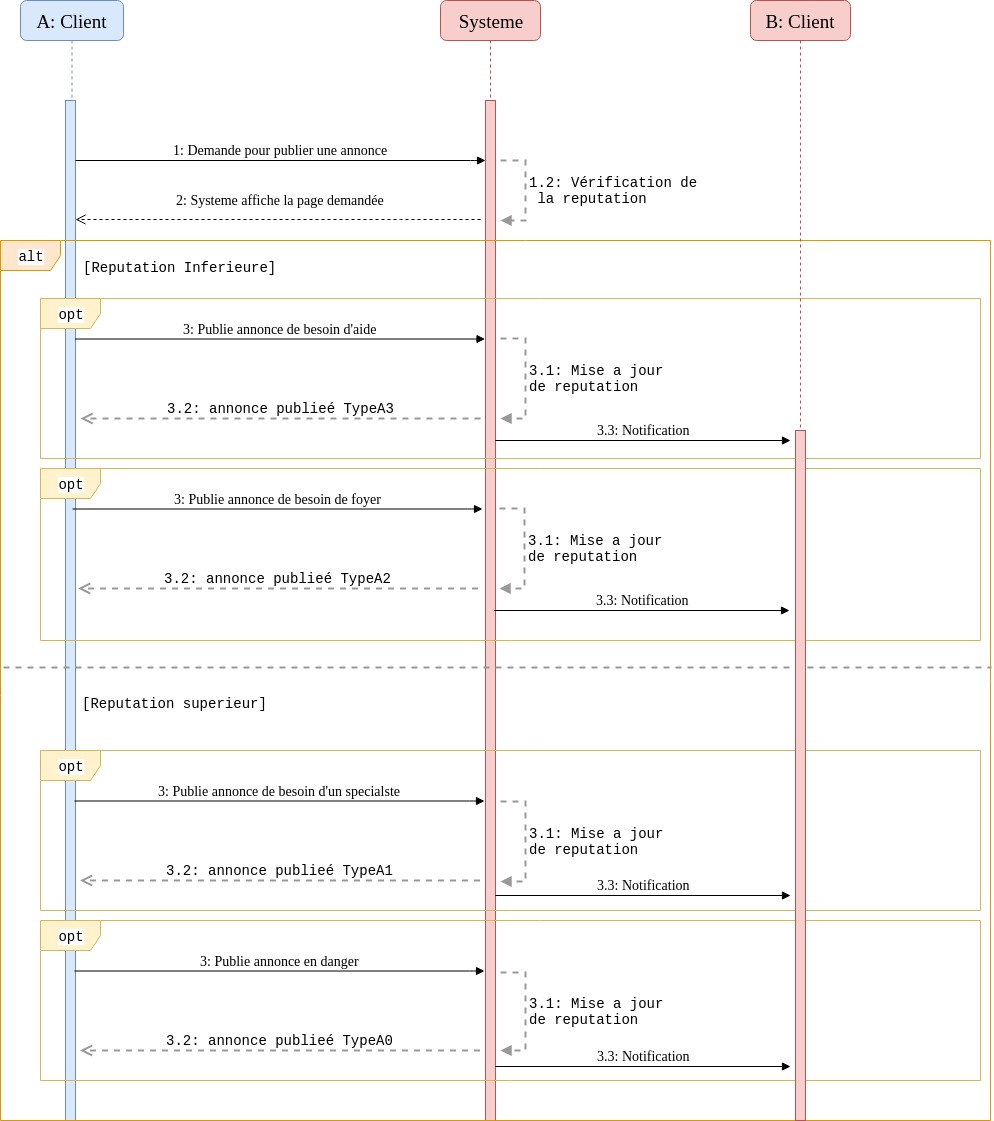 A: Client
Systeme
B: Client
1: Demande pour publier une annonce
1.2: Vérification de
la reputation
2: Systeme affiche la page demandée
alt
[Reputation Inferieure]
opt
3: Publie annonce de besoin d'aide
3.1: Mise a jour
de reputation
3.2: annonce publieé TypeA3
3.3: Notification
opt
3: Publie annonce de besoin de foyer
3.1: Mise a jour
de reputation
3.2: annonce publieé TypeA2
3.3: Notification
[Reputation superieur]
opt
3: Publie annonce de besoin d'un specialste
3.1: Mise a jour
de reputation
3.2: annonce publieé TypeA1
3.3: Notification
opt
3: Publie annonce en danger
3.1: Mise a jour
de reputation
3.2: annonce publieé TypeA0
3.3: Notification